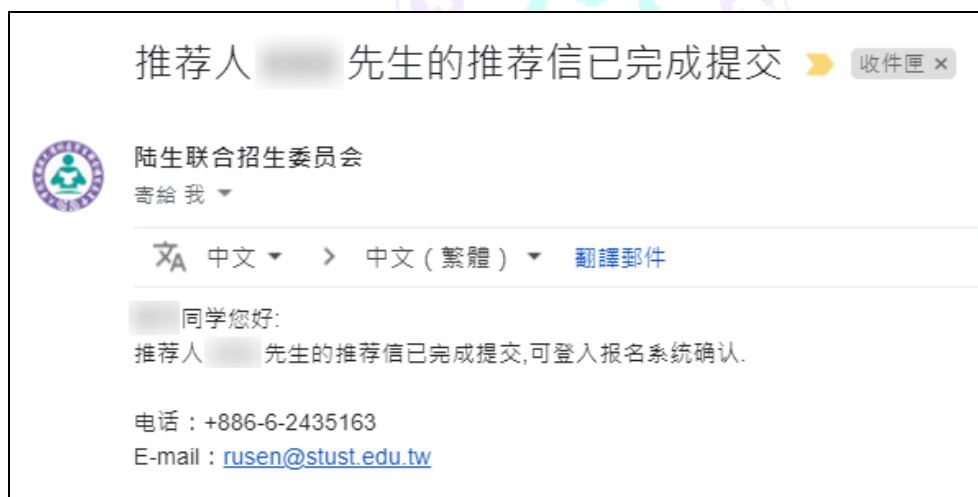 推荐人 先生的推荐信已完成提交 收件匣 ×
陆生联合招生委员会
寄給 我
中文 > 中文（繁體） 翻譯郵件
同学您好:
推荐人 先生的推荐信已完成提交,可登入报名系统确认.
电话：+886-6-2435163
E-mail：rusen@stust.edu.tw